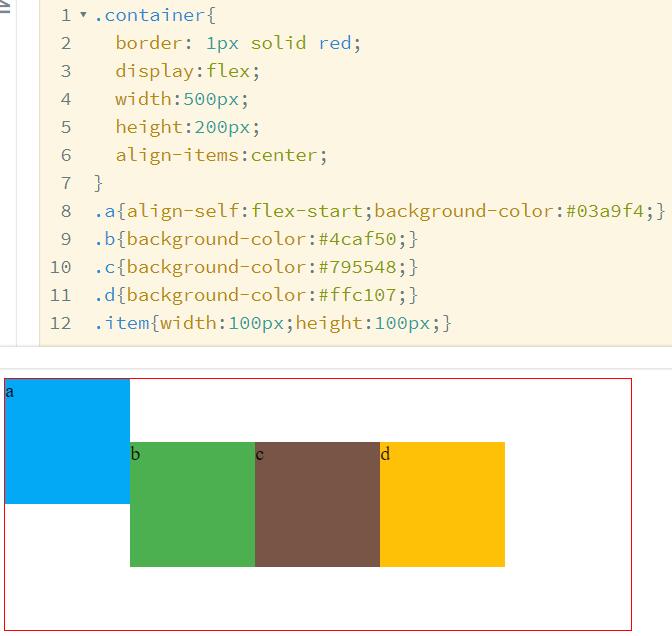 1 ▾ .container{
2 border: 1px solid red;
3 display:flex;
4 width:500px;
5 height:200px;
6 align-items:center;
7 }
8 .a{align-self:flex-start;background-color:#03a9f4;}
9 .b{background-color:#4caf50;}
10 .c{background-color:#795548;}
11 .d{background-color:#ffc107;}
12 .item{width:100px;height:100px;}
a
b c d